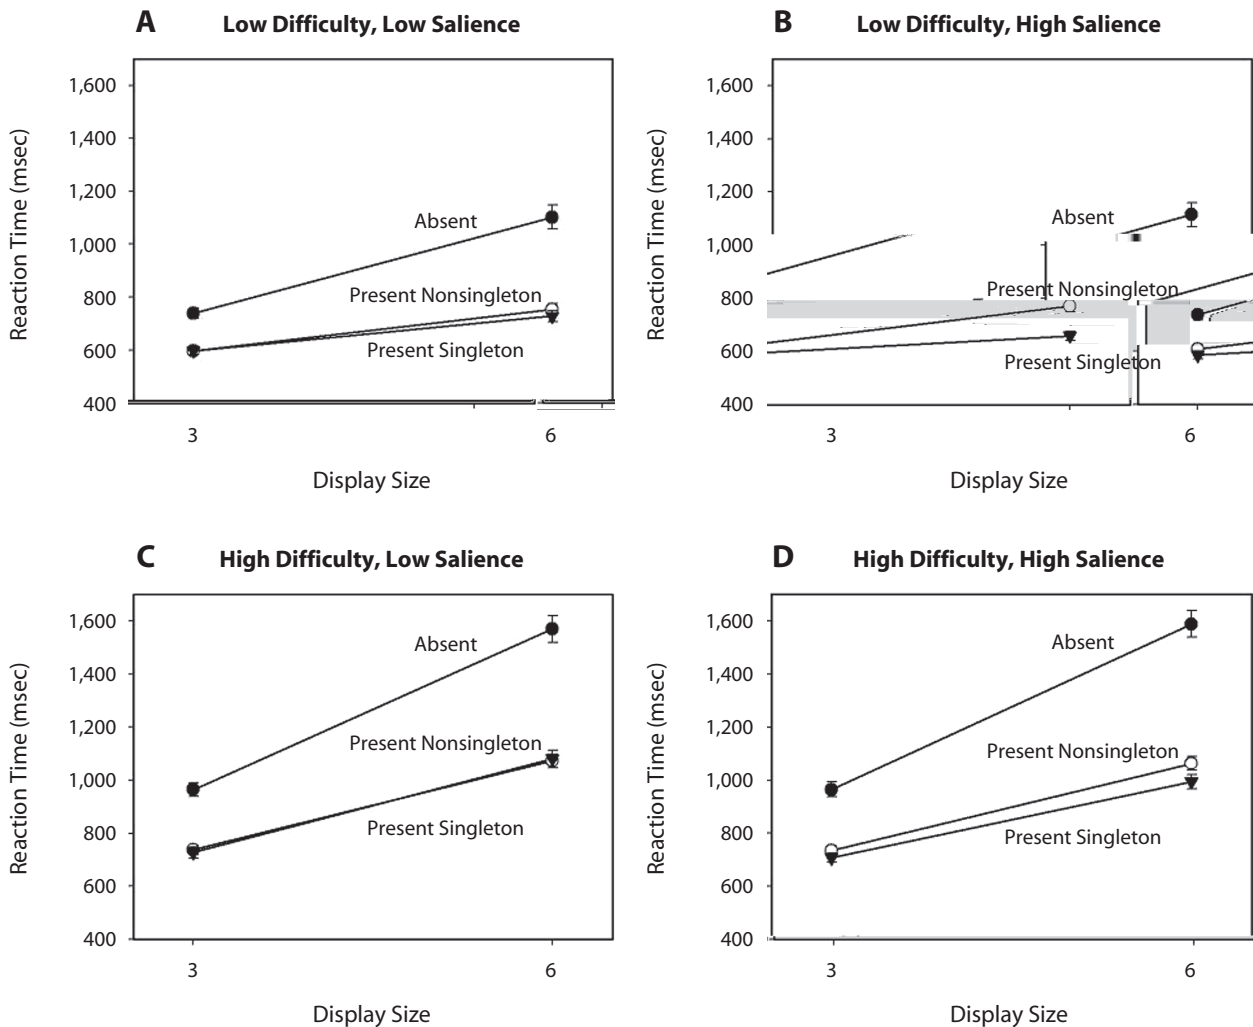 A Low Difficulty, Low Salience
Reaction Time (msec)
1,600
1,400
1,200
1,000
800
600
400
Absent
Present Nonsingleton
Present Singleton
3 6
Display Size
B Low Difficulty, High Salience
Reaction Time (msec)
1,600
1,400
1,200
1,000
800
600
400
Absent
Present Nonsingleton
Present Singleton
3 6
Display Size
C High Difficulty, Low Salience
Reaction Time (msec)
1,600
1,400
1,200
1,000
800
600
400
Absent
Present Nonsingleton
Present Singleton
3 6
Display Size
D High Difficulty, High Salience
Reaction Time (msec)
1,600
1,400
1,200
1,000
800
600
400
Absent
Present Nonsingleton
Present Singleton
3 6
Display Size